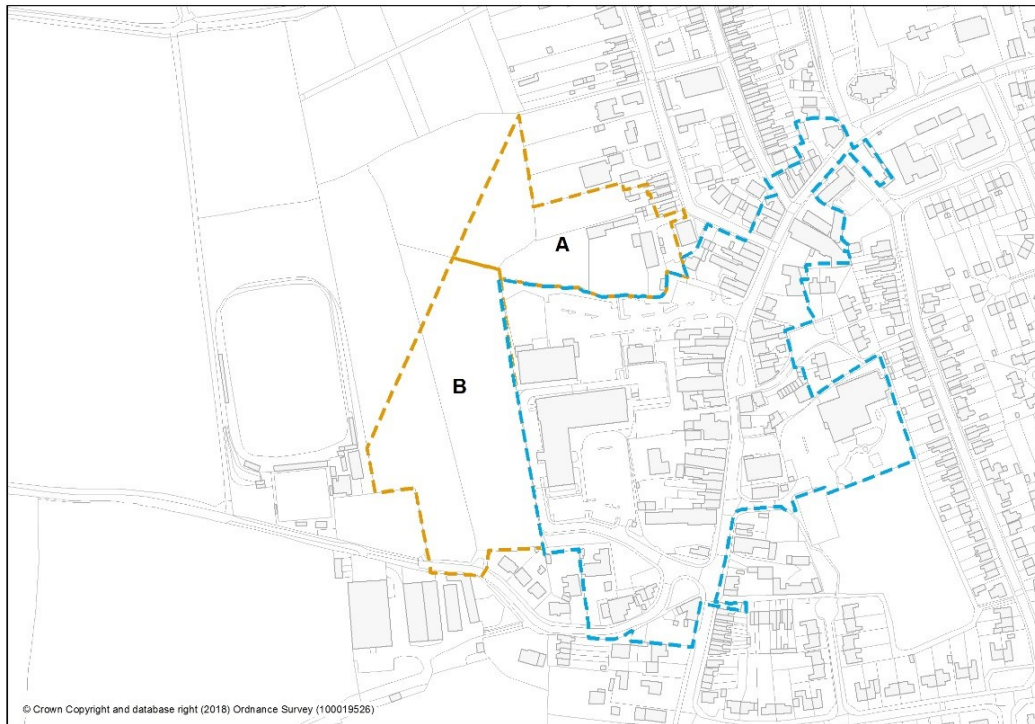 A
B
© Crown Copyright and database right (2018) Ordnance Survey (100019526)